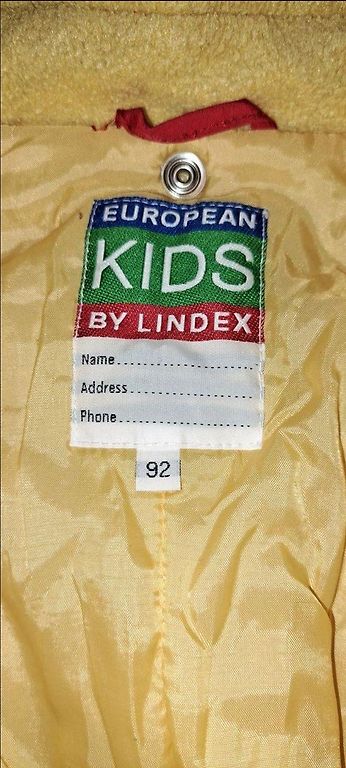 EUROPEAN
KIDS
BY LINDEX
Name..........................
Address......................
Phone.........................
92